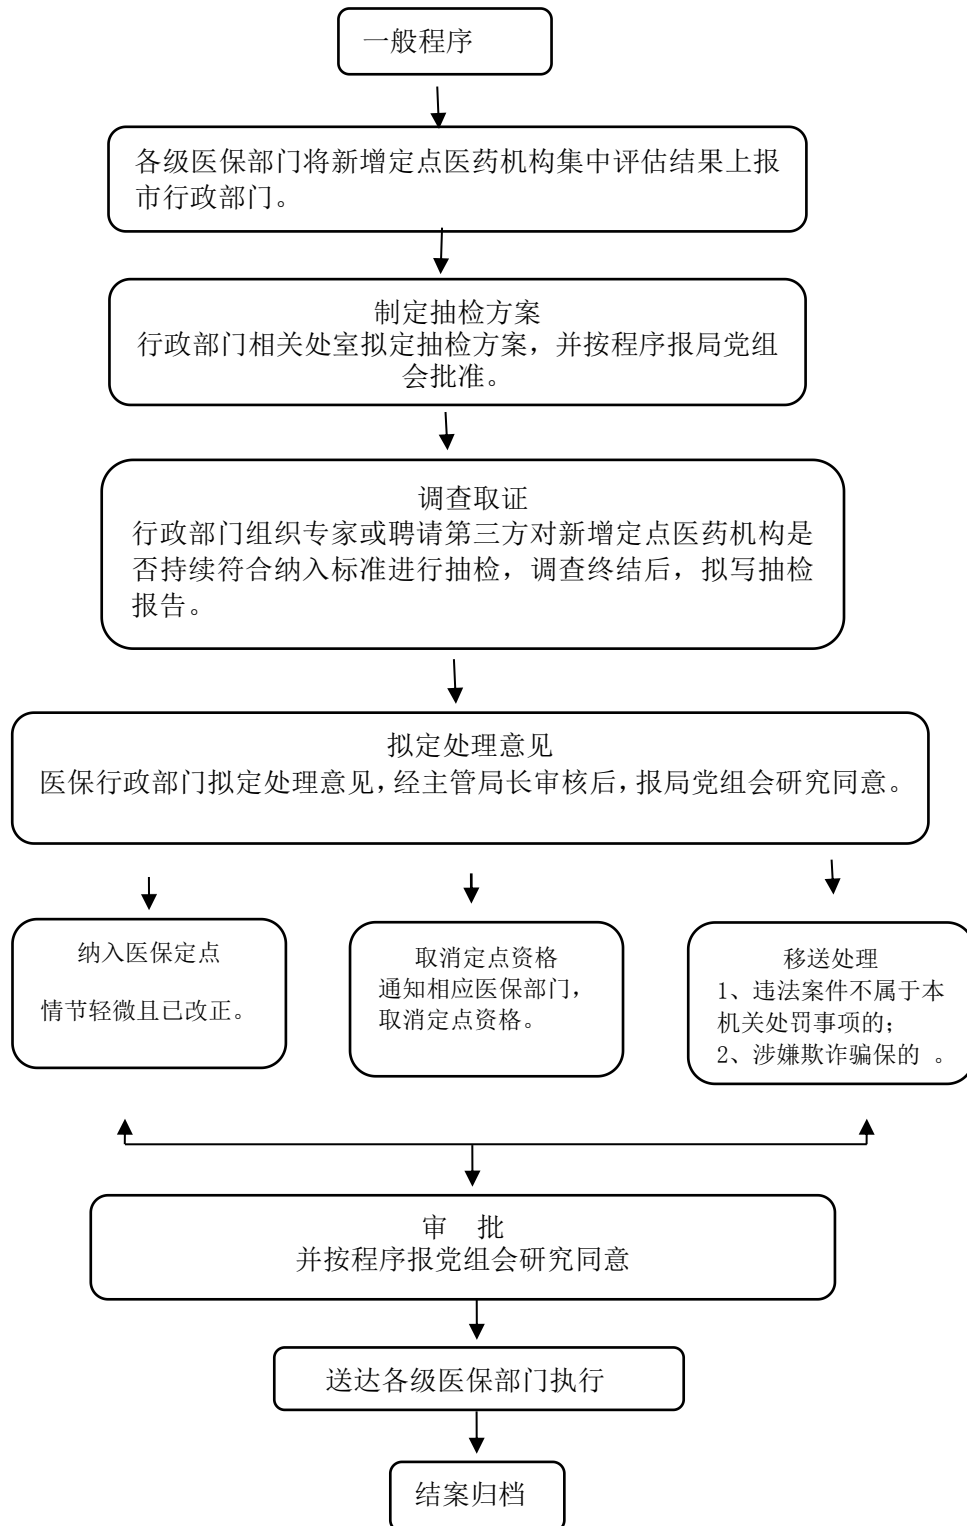 一般程序
各级医保部门将新增定点医药机构集中评估结果上报
市行政部门。
制定抽检方案
行政部门相关处室拟定抽检方案，并按程序报局党组
会批准。
调查取证
行政部门组织专家或聘请第三方对新增定点医药机构是
否持续符合纳入标准进行抽检，调查终结后，拟写抽检
报告。
拟定处理意见
医保行政部门拟定处理意见，经主管局长审核后，报局党组会研究同意。
纳入医保定点
情节轻微且已改正。
取消定点资格
通知相应医保部门，
取消定点资格。
移送处理
1、违法案件不属于本
机关处罚事项的；
2、涉嫌欺诈骗保的 。
审 批
并按程序报党组会研究同意
送达各级医保部门执行
结案归档